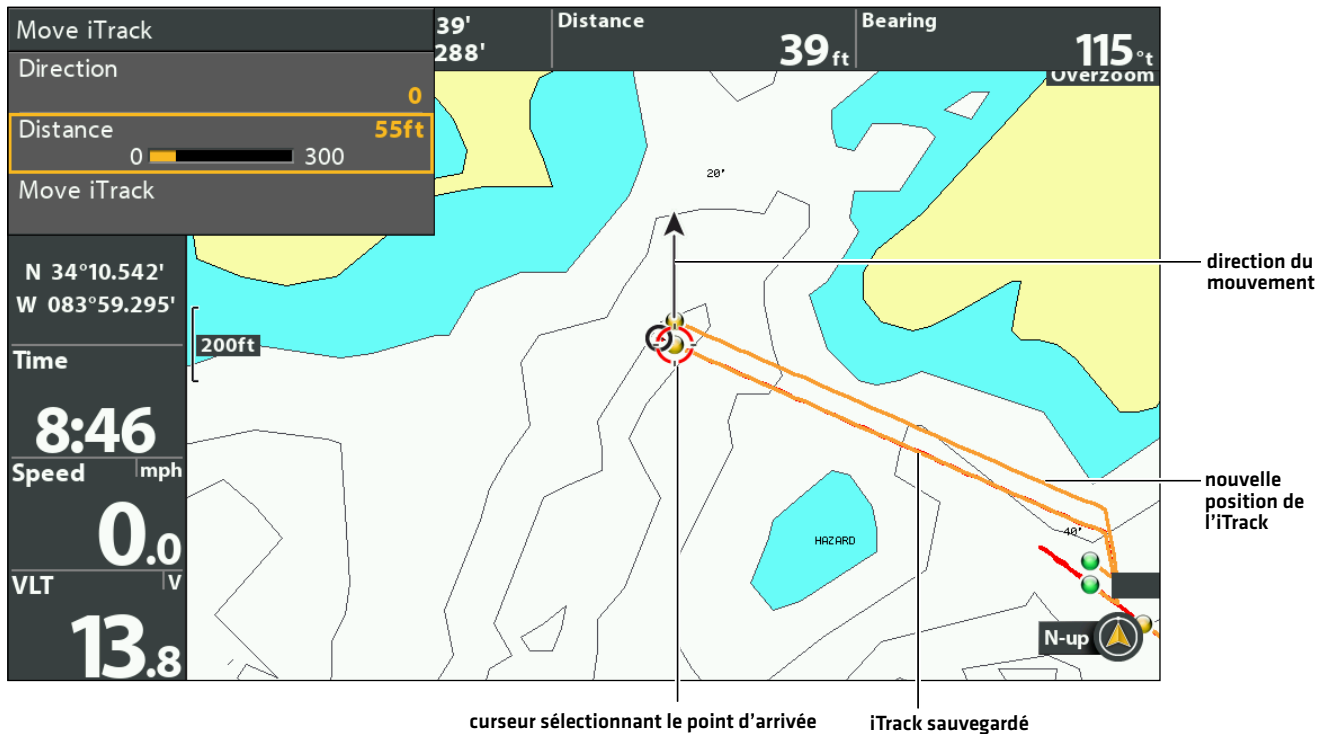 Move iTrack
Direction
0
Distance 55ft
0 300
Move iTrack
39'
288'
Distance
39 ft
Bearing
115°t
Overzoom
20'
N 34°10.542'
W 083°59.295'
200ft
Time
8:46
Speed mph
0.0
VLT V
13.8
HAZARD
40'
N-up
direction du
mouvement
nouvelle
position de
l'iTrack
curseur sélectionnant le point d'arrivée
iTrack sauvegardé